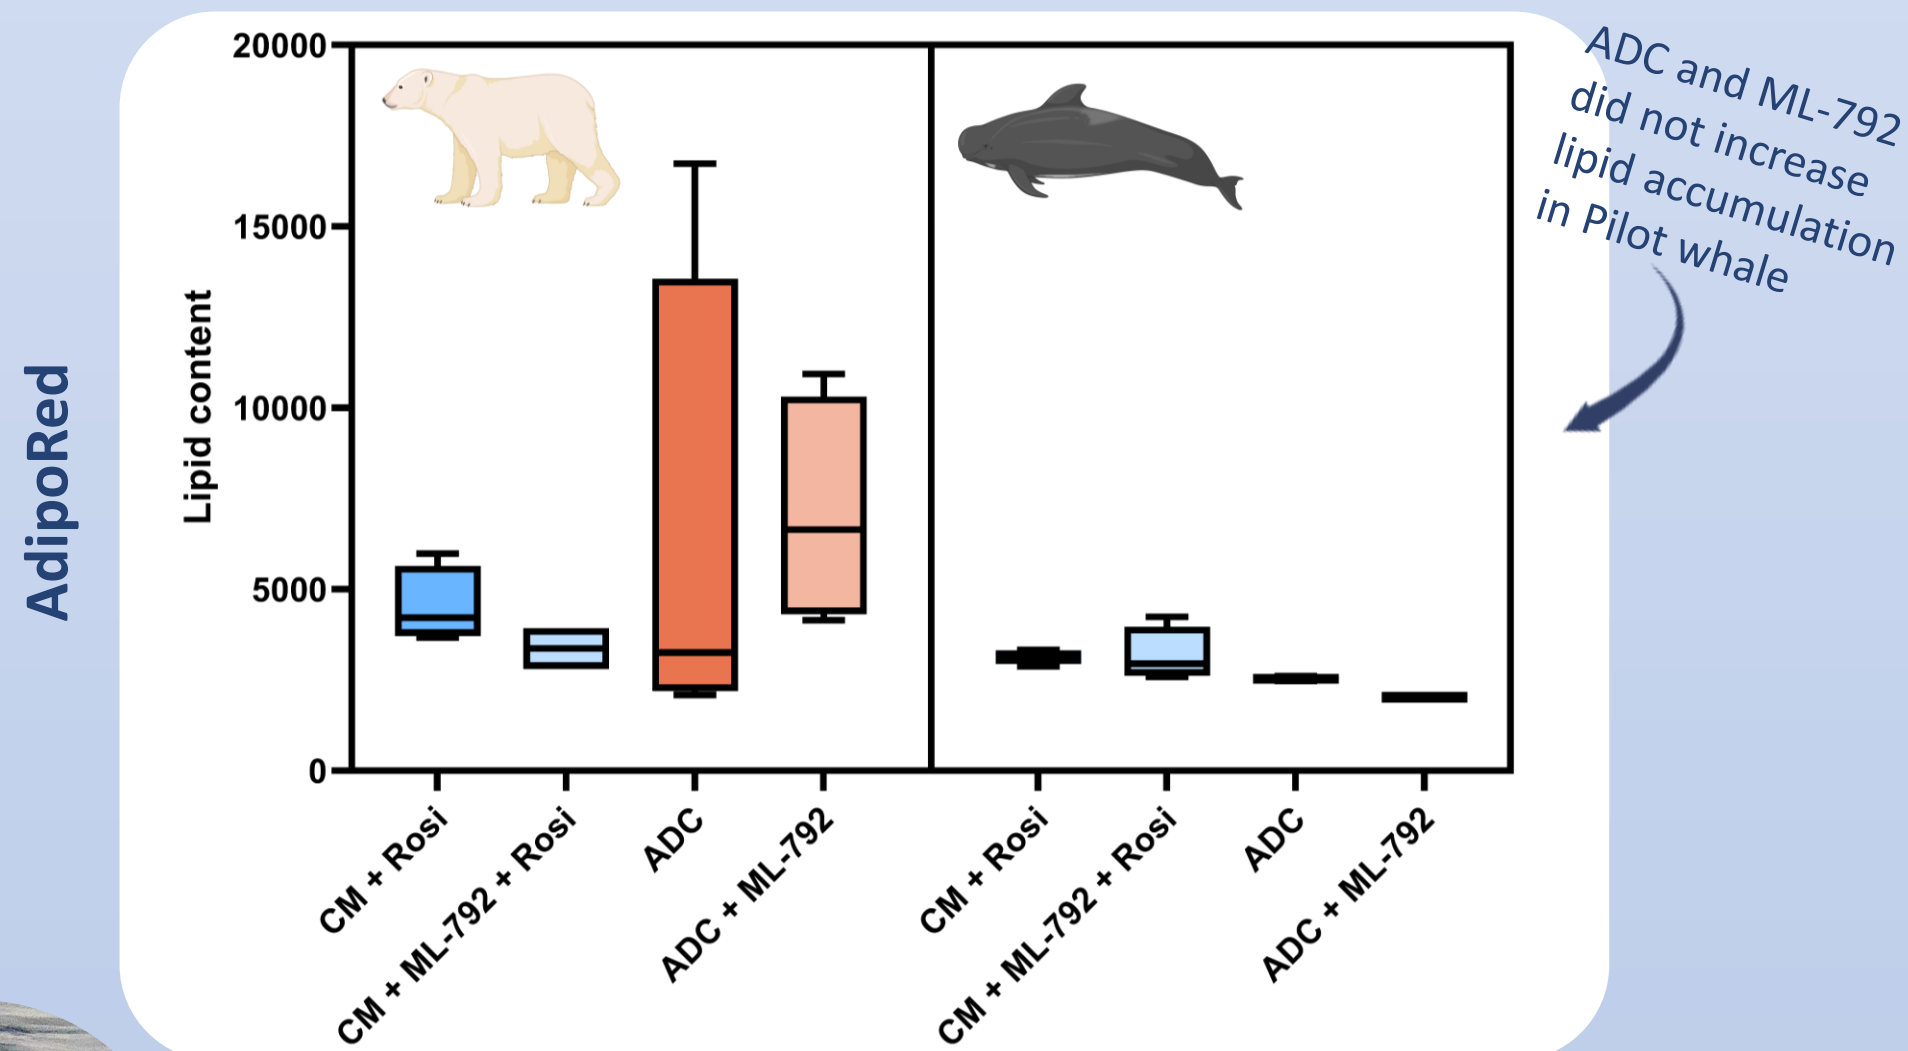 AdipoRed
Lipid content
20000
15000
10000
5000
0
CM + Rosi
CM + ML-792 + Rosi
ADC
ADC + ML-792
CM + Rosi
CM + ML-792 + Rosi
ADC
ADC + ML-792
ADC and ML-792
did not increase
lipid accumulation
in Pilot whale